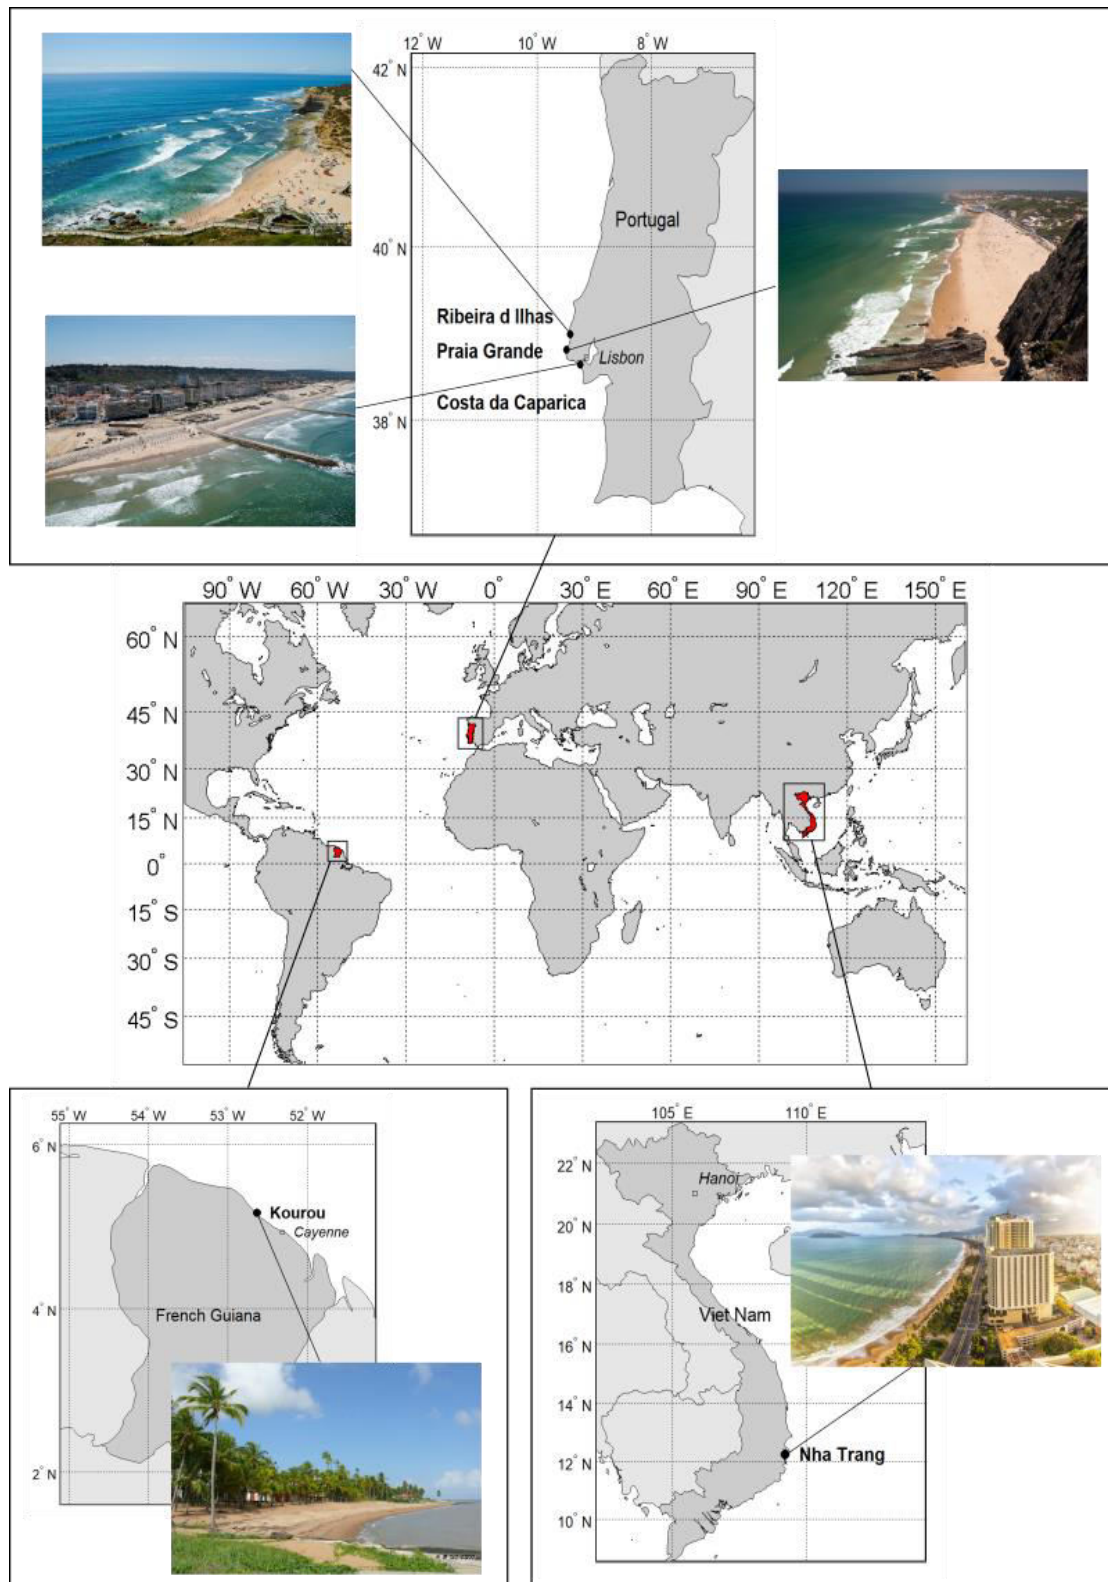 12° W 10° W 8° W
42° N
Portugal
40° N
Ribeira d Ilhas
Praia Grande
Lisbon
Costa da Caparica
38° N
90° W 60° W 30° W 0° 30° E 60° E 90° E 120° E 150° E
60° N
45° N
30° N
15° N
0°
15° S
30° S
45° S
55° W 54° W 53° W 52° W
6° N
Kourou
Cayenne
4° N
French Guiana
2° N
105° E 110° E
22° N
Hanoi
20° N
18° N
Viet Nam
16° N
14° N
Nha Trang
12° N
10° N